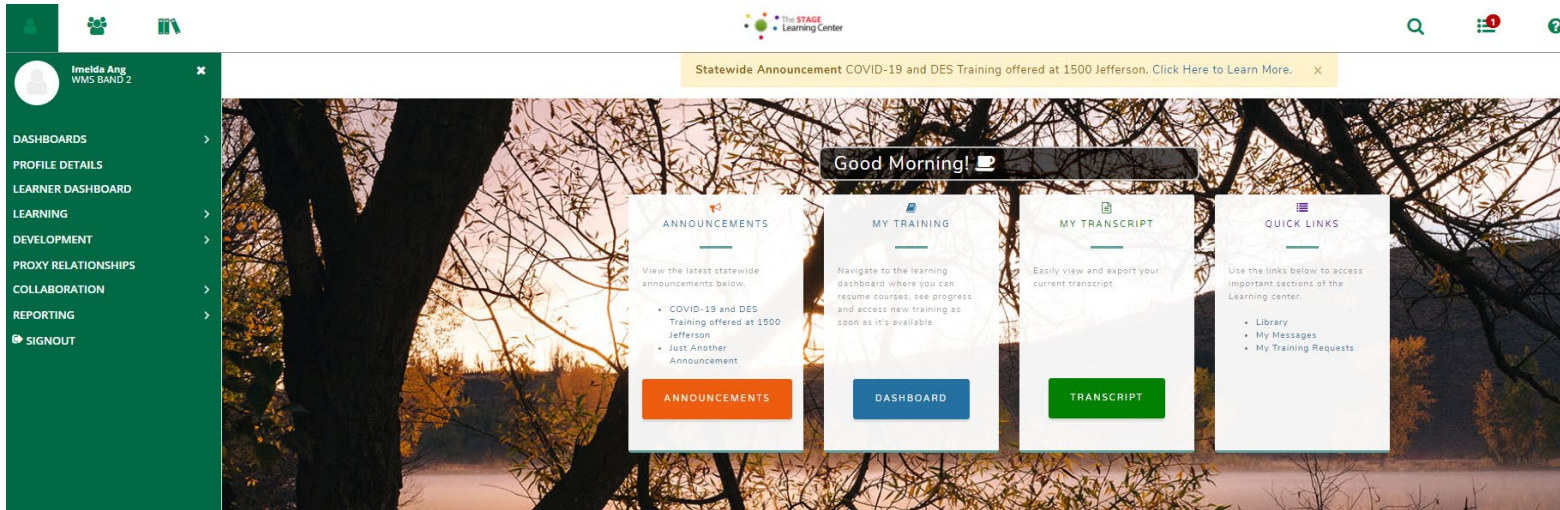 The STAGE
Learning Center
1
Imelda Ang
WMS BAND 2
Statewide Announcement COVID-19 and DES Training offered at 1500 Jefferson. Click Here to Learn More. x
DASHBOARDS
PROFILE DETAILS
LEARNER DASHBOARD
LEARNING
DEVELOPMENT
PROXY RELATIONSHIPS
COLLABORATION
REPORTING
SIGNOUT
Good Morning!
ANNOUNCEMENTS
View the latest statewide
announcements below.
• COVID-19 and DES
Training offered at 1500
Jefferson
• Just Another
Announcement
ANNOUNCEMENTS
MY TRAINING
Navigate to the learning
dashboard where you can
resume courses, see progress
and access new training as
soon as it's available.
DASHBOARD
MY TRANSCRIPT
Easily view and export your
current transcript.
TRANSCRIPT
QUICK LINKS
Use the links below to access
important sections of the
Learning center.
• Library
• My Messages
• My Training Requests